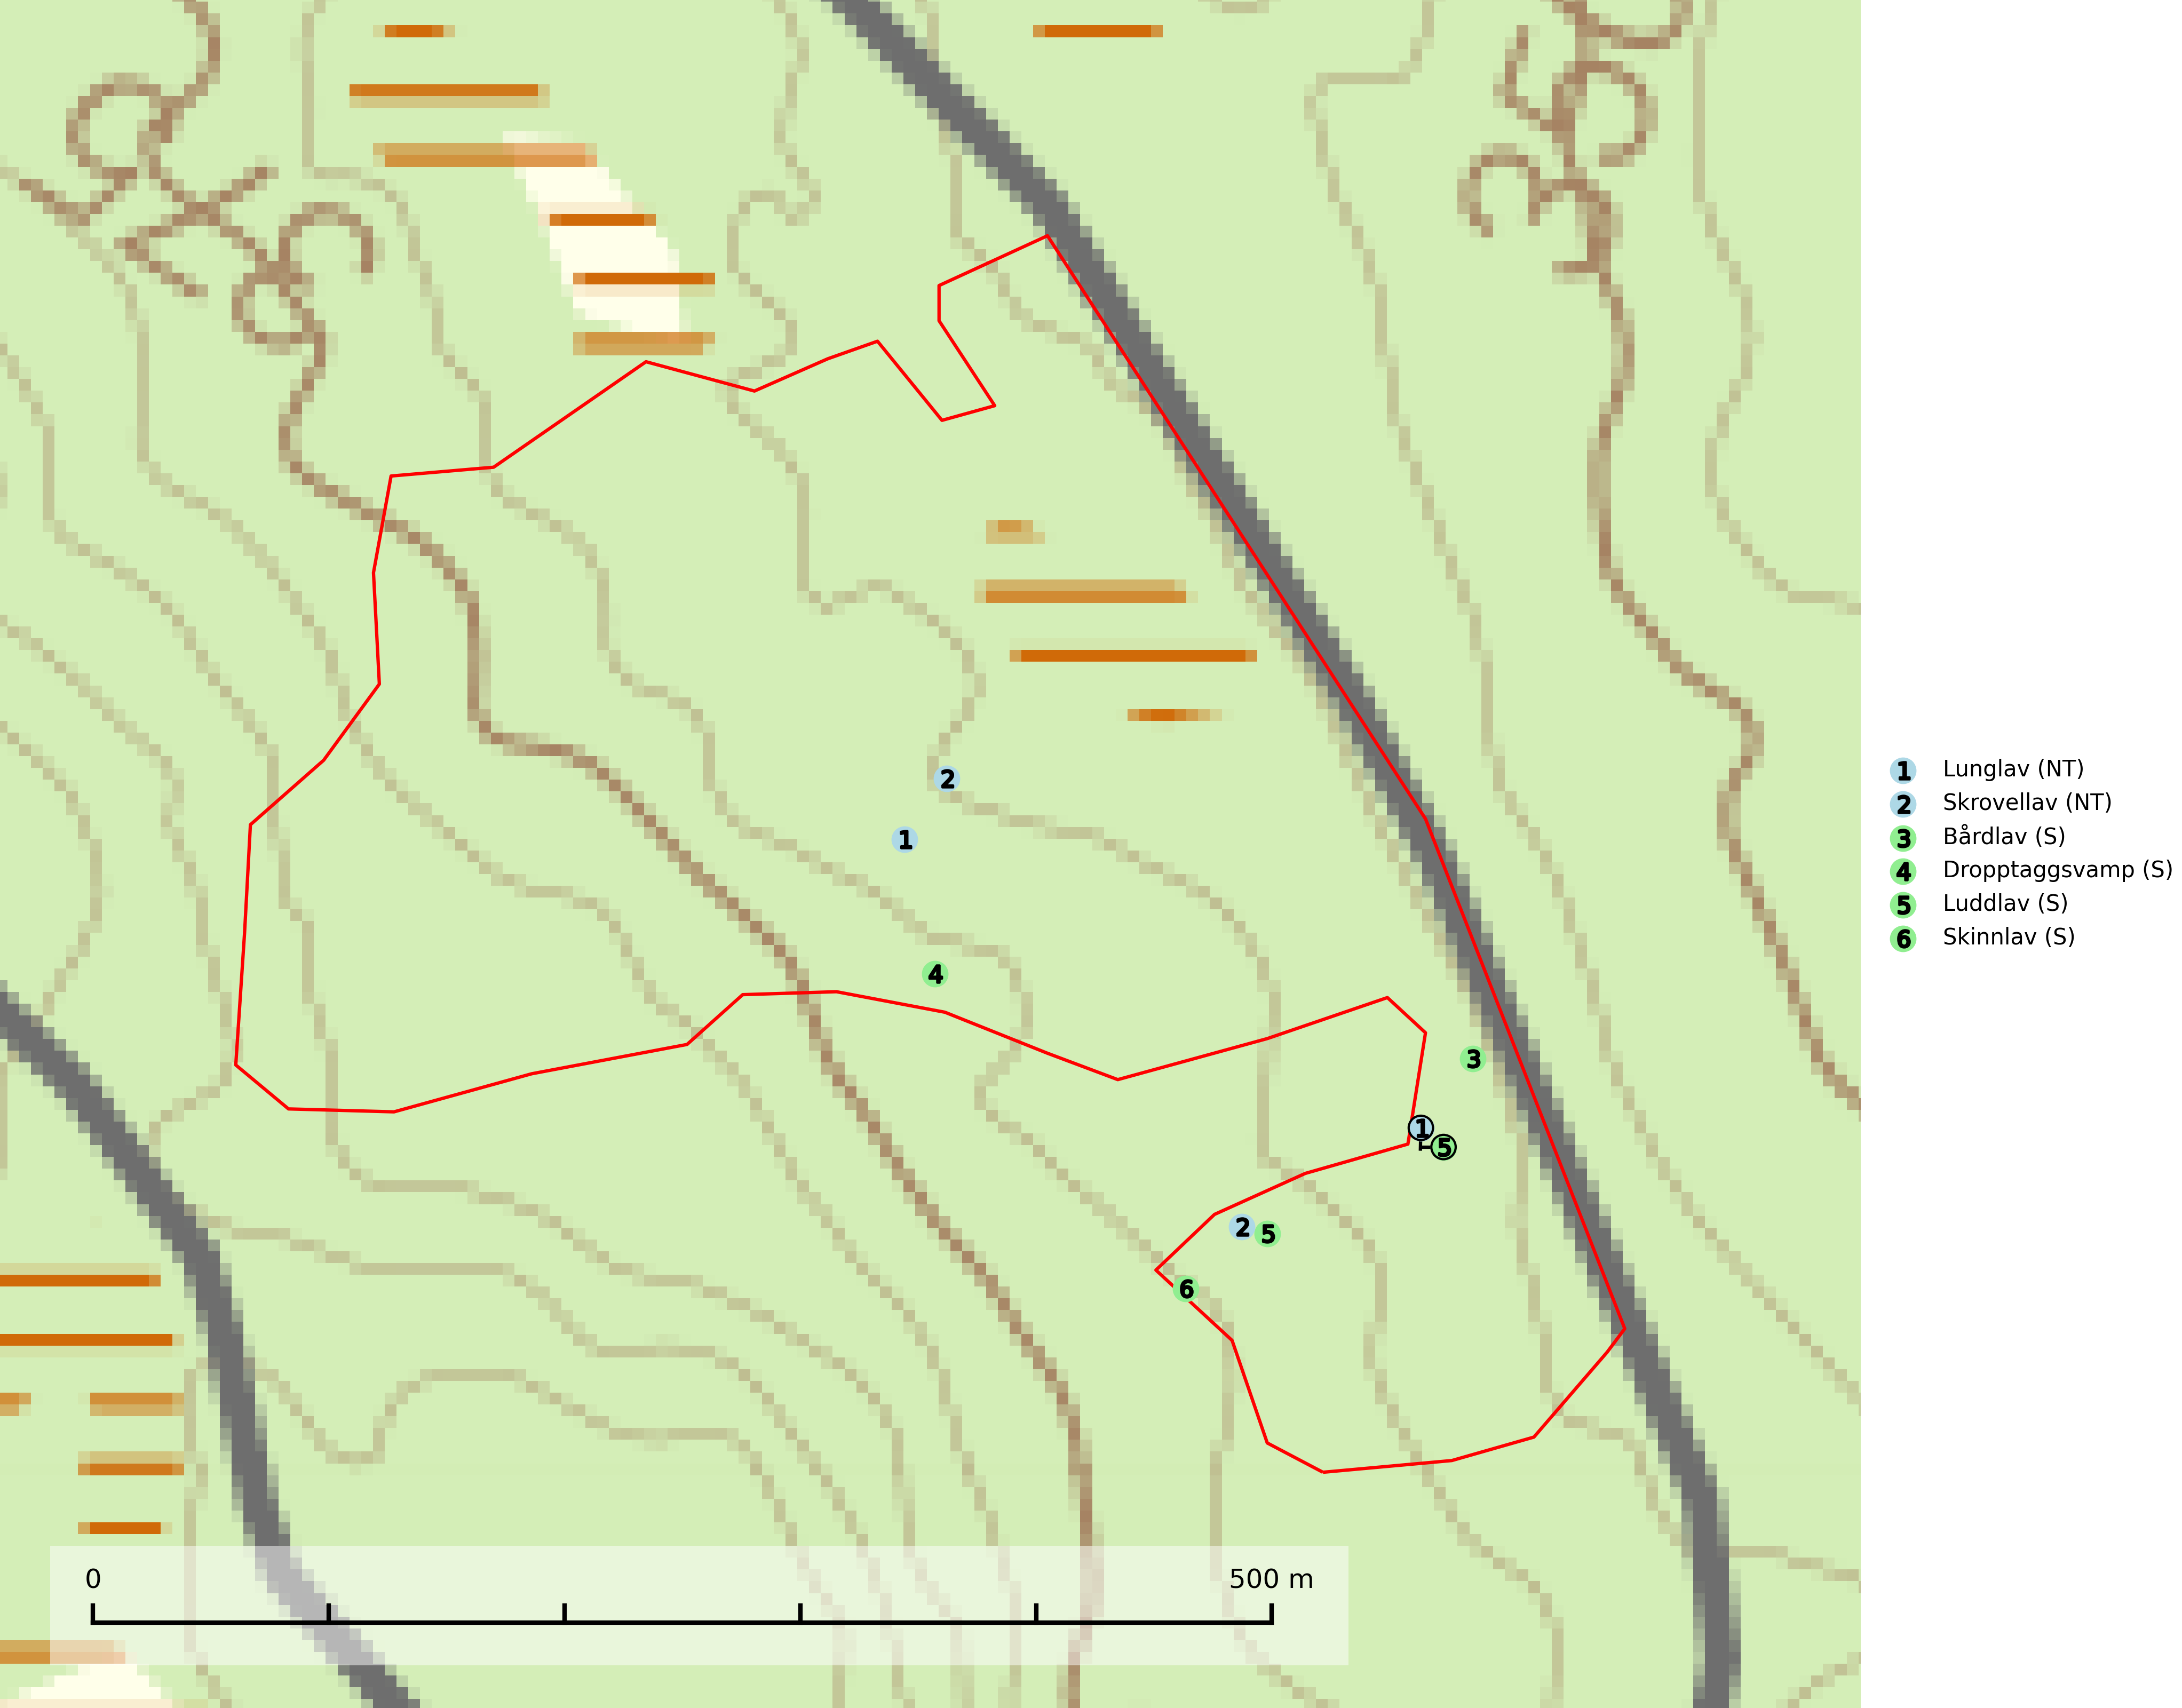 2
1
4
3
1
5
2
5
6
1 Lunglav (NT)
2 Skrovellav (NT)
3 Bårdlav (S)
4 Dropptaggsvamp (S)
5 Luddlav (S)
6 Skinnlav (S)
0 500 m